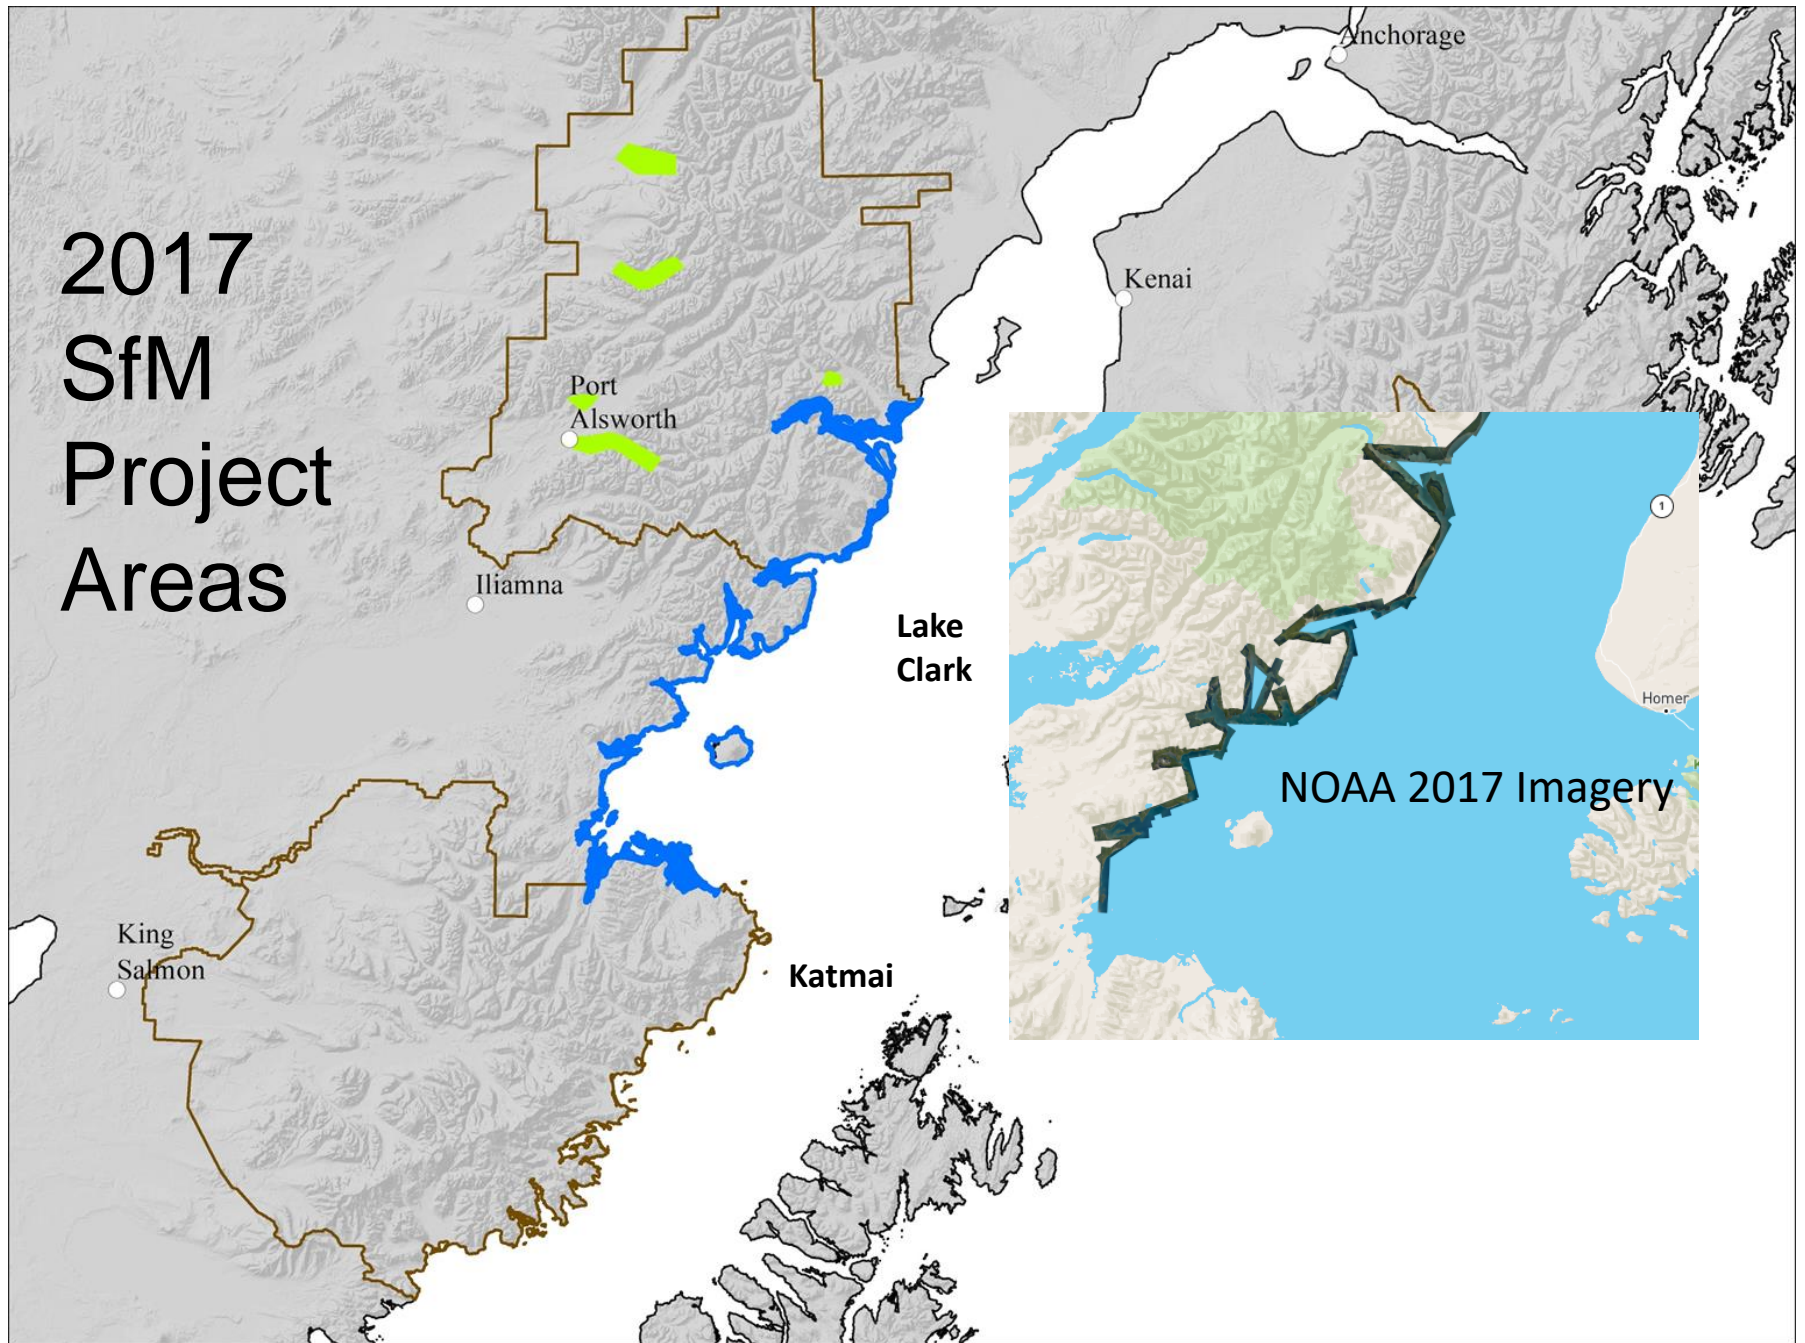 2017
SfM
Project
Areas
Anchorage
Kenai
Port
Alsworth
Iliamna
Lake
Clark
1
Homer
NOAA 2017 Imagery
King
Salmon
Katmai